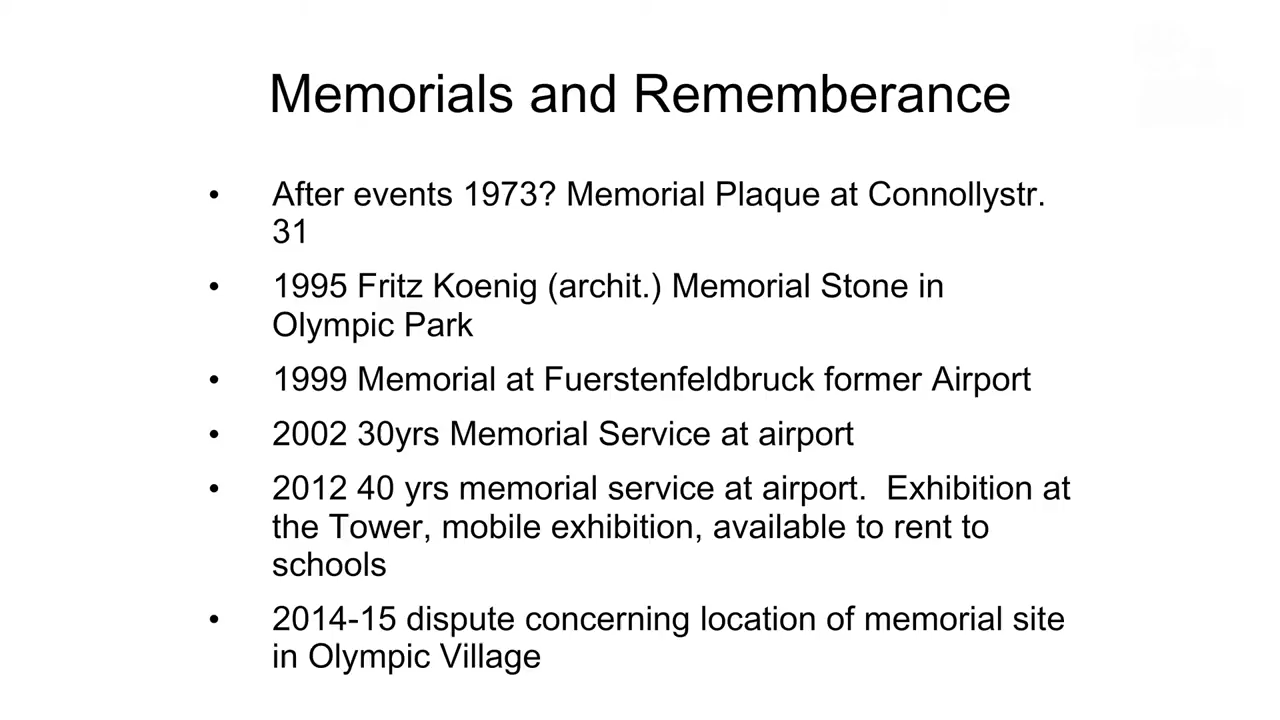 Memorials and Rememberance
• After events 1973? Memorial Plaque at Connollystr.
31
• 1995 Fritz Koenig (archit.) Memorial Stone in
Olympic Park
• 1999 Memorial at Fuerstenfeldbruck former Airport
• 2002 30yrs Memorial Service at airport
• 2012 40 yrs memorial service at airport.  Exhibition at
the Tower, mobile exhibition, available to rent to
schools
• 2014-15 dispute concerning location of memorial site
in Olympic Village